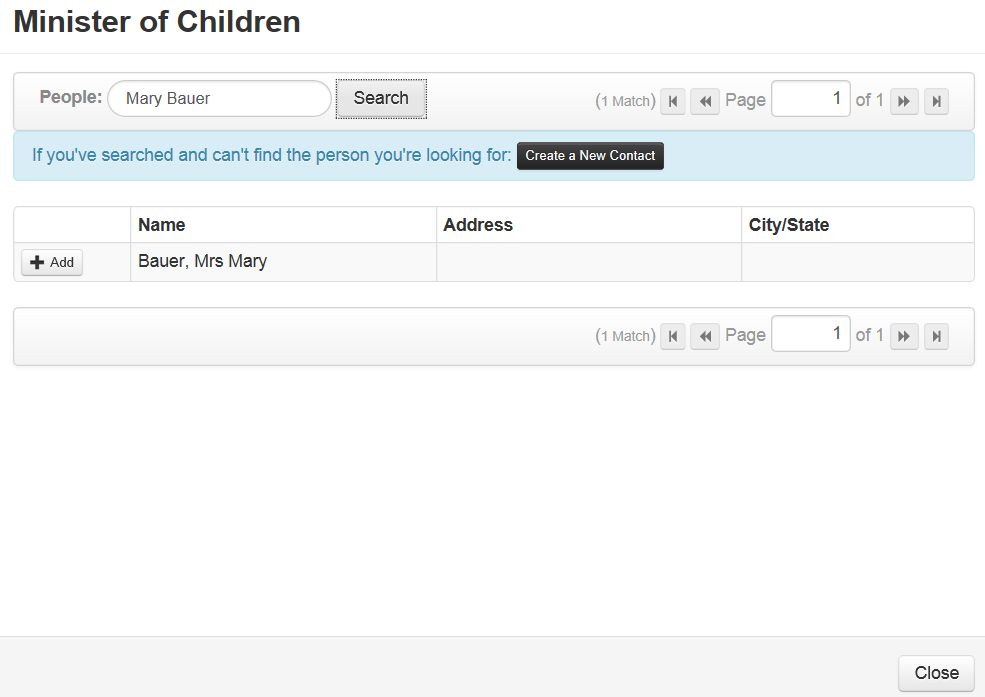 Minister of Children
People: Mary Bauer Search (1 Match) Page 1 of 1
If you've searched and can't find the person you're looking for: Create a New Contact
Name Address City/State
Add Bauer, Mrs Mary
(1 Match) Page 1 of 1
Close